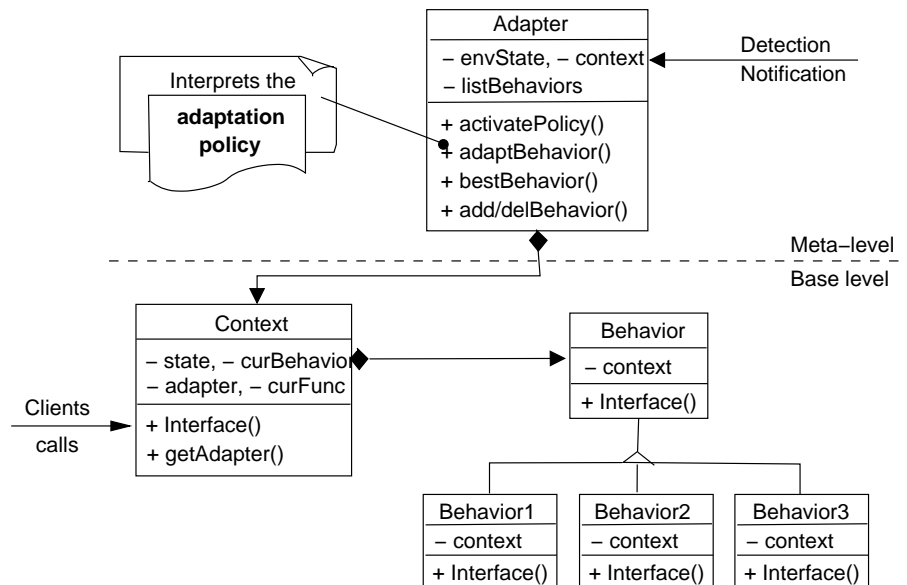 Adapter
− envState, − context
− listBehaviors
+ activatePolicy()
+ adaptBehavior()
+ bestBehavior()
+ add/delBehavior()
Detection
Notification
Interprets the
adaptation
policy
Meta−level
Base level
Context
− state, − curBehavior
− adapter, − curFunc
+ Interface()
+ getAdapter()
Clients
calls
Behavior
− context
+ Interface()
Behavior1
− context
+ Interface()
Behavior2
− context
+ Interface()
Behavior3
− context
+ Interface()